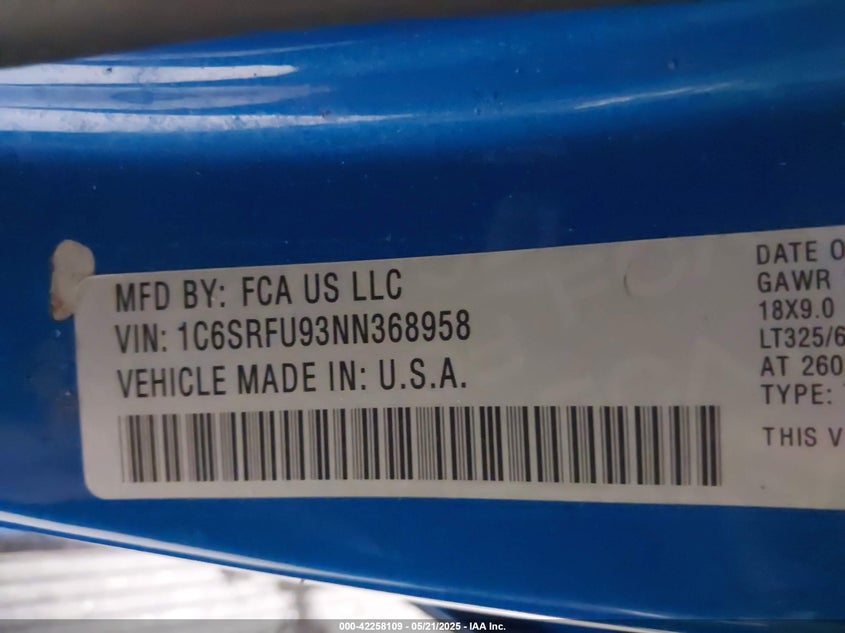 MFD BY: FCA US LLC
VIN: 1C6SRFU93NN368958
VEHICLE MADE IN: U.S.A.
DATE O
GAWR
18X9.0
LT325/6
AT 260
TYPE:
THIS V
000-42258109 - 05/21/2025 - IAA Inc.